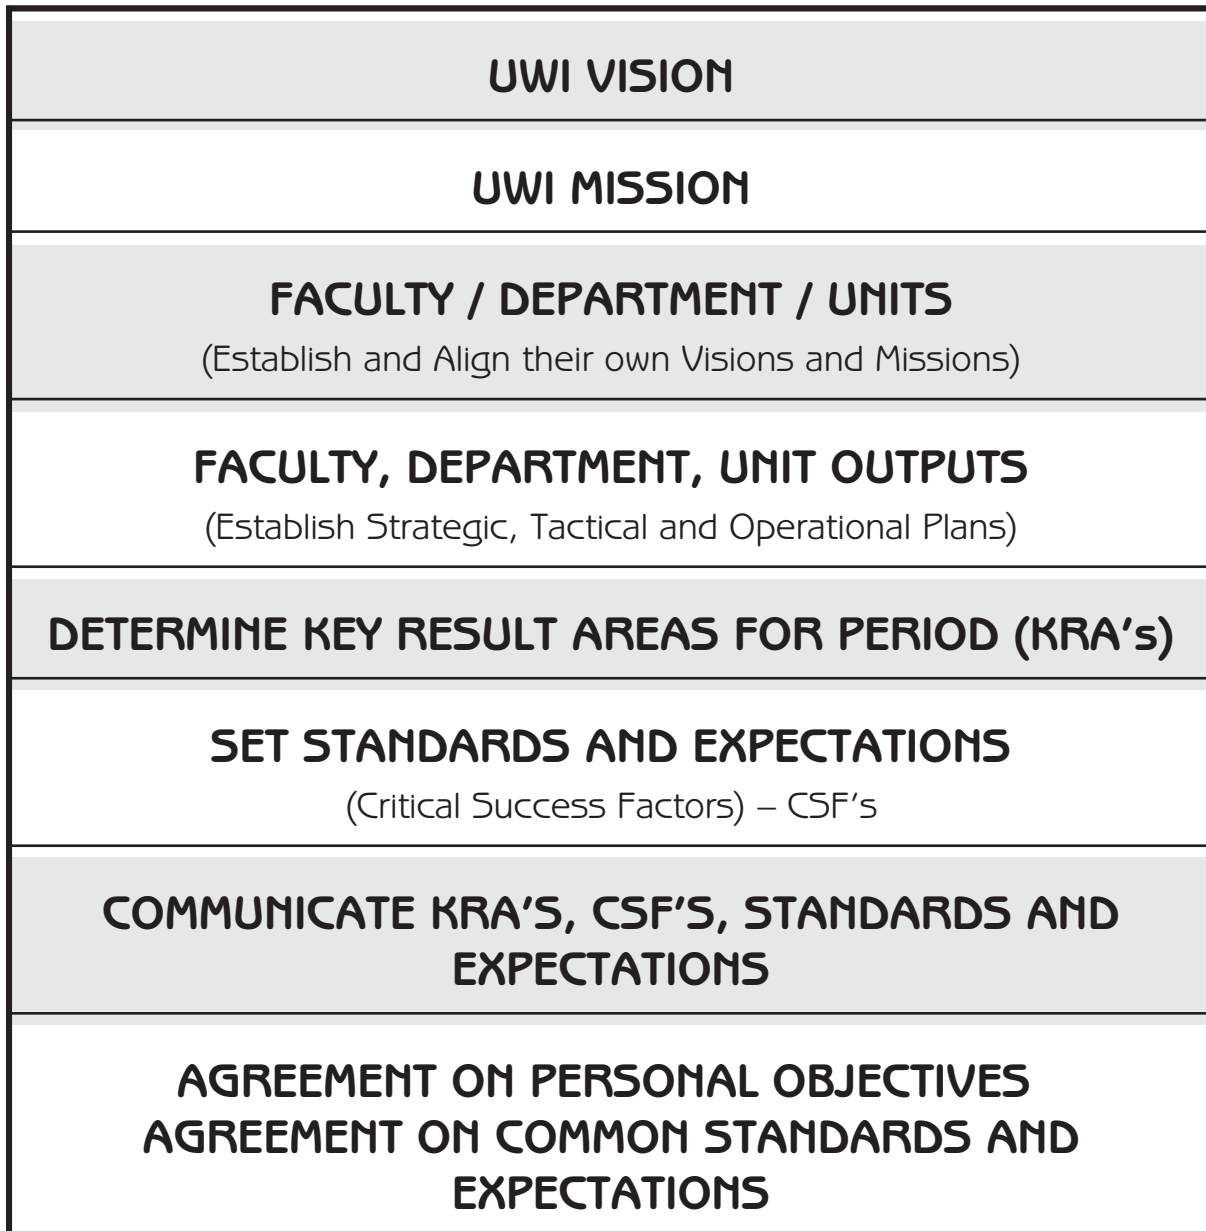 UWI VISION
UWI MISSION
FACULTY / DEPARTMENT / UNITS
(Establish and Align their own Visions and Missions)
FACULTY, DEPARTMENT, UNIT OUTPUTS
(Establish Strategic, Tactical and Operational Plans)
DETERMINE KEY RESULT AREAS FOR PERIOD (KRA's)
SET STANDARDS AND EXPECTATIONS
(Critical Success Factors) – CSF's
COMMUNICATE KRA'S, CSF'S, STANDARDS AND
EXPECTATIONS
AGREEMENT ON PERSONAL OBJECTIVES
AGREEMENT ON COMMON STANDARDS AND
EXPECTATIONS